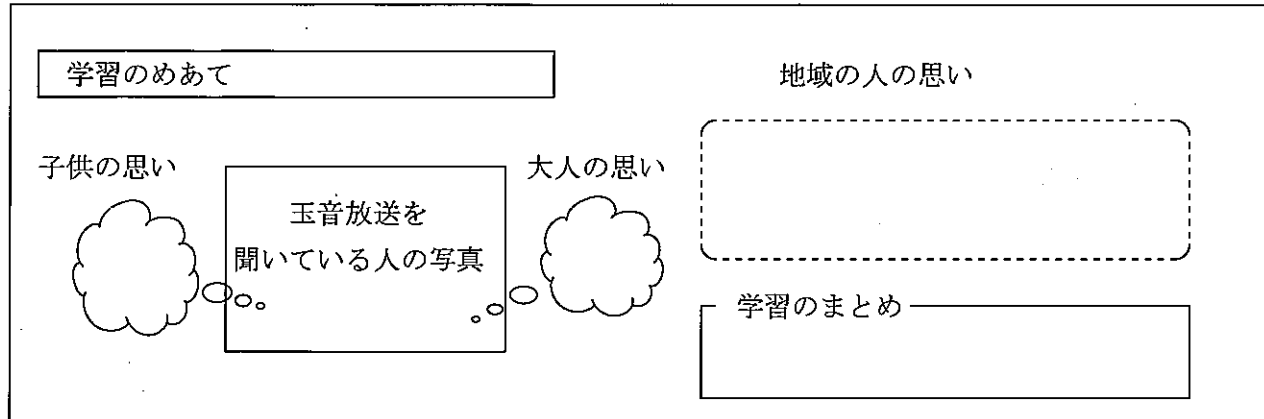 学習のめあて
子供の思い
玉音放送を
聞いている人の写真
大人の思い
地域の人の思い
学習のまとめ